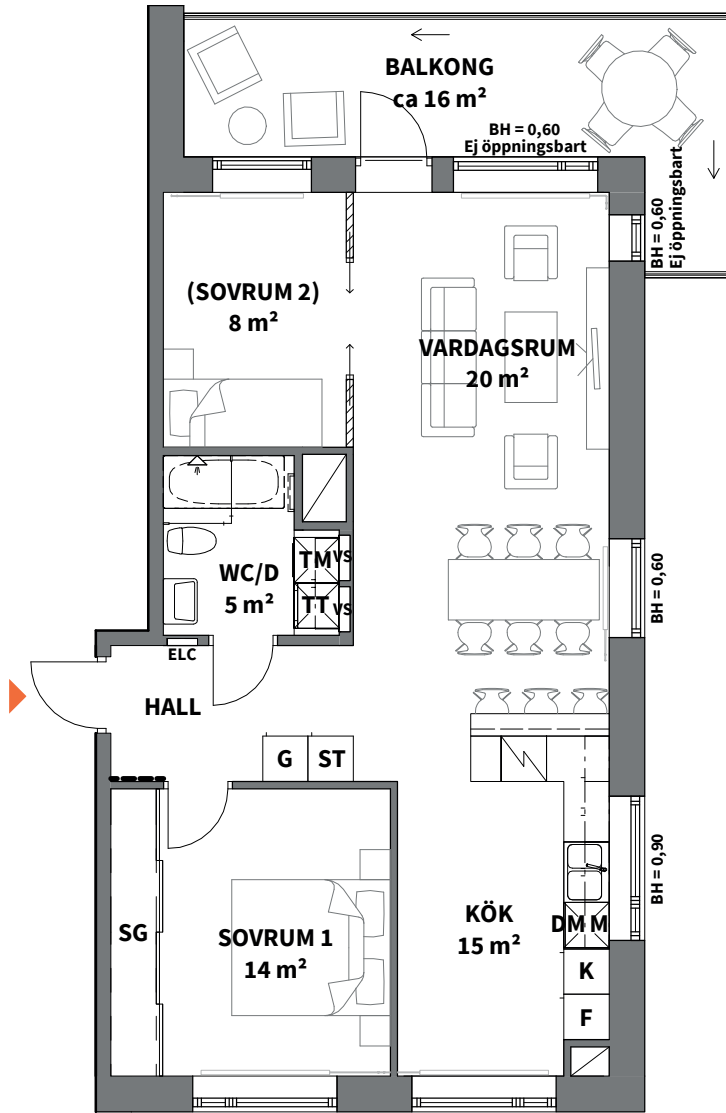 BALKONG
ca 16 m²
BH = 0,60
Ej öppningsbart
BH = 0,60
Ej öppningsbart
(SOVRUM 2)
8 m²
VARDAGSRUM
20 m²
TM VS
WC/D
5 m²
TT VS
BH = 0,60
ELC
HALL
G ST
BH = 0,90
SG
SOVRUM 1
14 m²
KÖK
15 m²
DM M
K
F